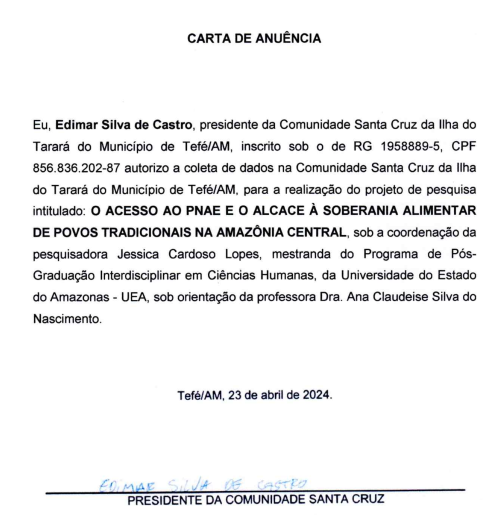 CARTA DE ANUÊNCIA
Eu, Edimar Silva de Castro, presidente da Comunidade Santa Cruz da Ilha do
Tarará do Município de Tefé/AM, inscrito sob o de RG 1958889-5, CPF
856.836.202-87 autorizo a coleta de dados na Comunidade Santa Cruz da Ilha
do Tarará do Município de Tefé/AM, para a realização do projeto de pesquisa
intitulado: O ACESSO AO PNAE E O ALCACE À SOBERANIA ALIMENTAR
DE POVOS TRADICIONAIS NA AMAZÔNIA CENTRAL, sob a coordenação da
pesquisadora Jessica Cardoso Lopes, mestranda do Programa de Pós-
Graduação Interdisciplinar em Ciências Humanas, da Universidade do Estado
do Amazonas - UEA, sob orientação da professora Dra. Ana Claudeise Silva do
Nascimento.
Tefé/AM, 23 de abril de 2024.
EDIMAR SILVA DE CASTRO
PRESIDENTE DA COMUNIDADE SANTA CRUZ